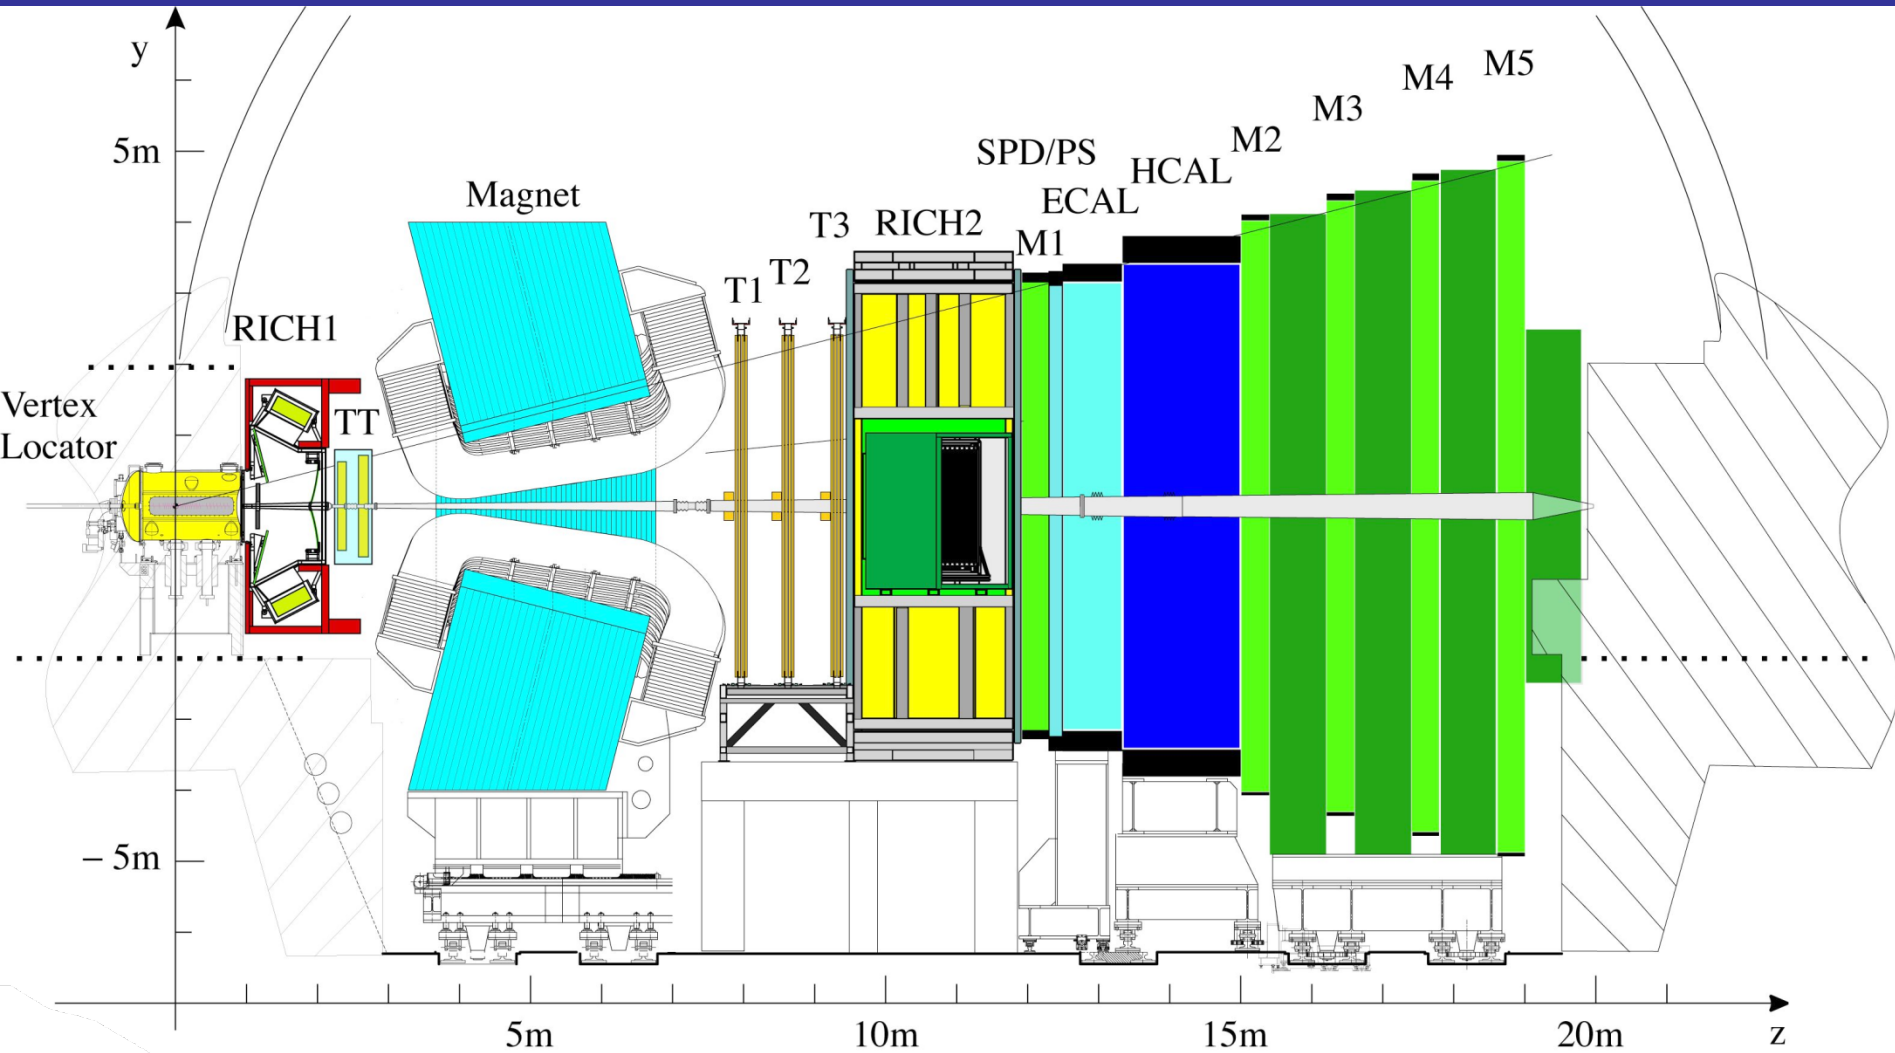 y
5m
Magnet
RICH1
Vertex
Locator
TT
T1
T2
T3
RICH2
M1
SPD/PS
ECAL
HCAL
M2
M3
M4
M5
− 5m
5m
10m
15m
20m
z